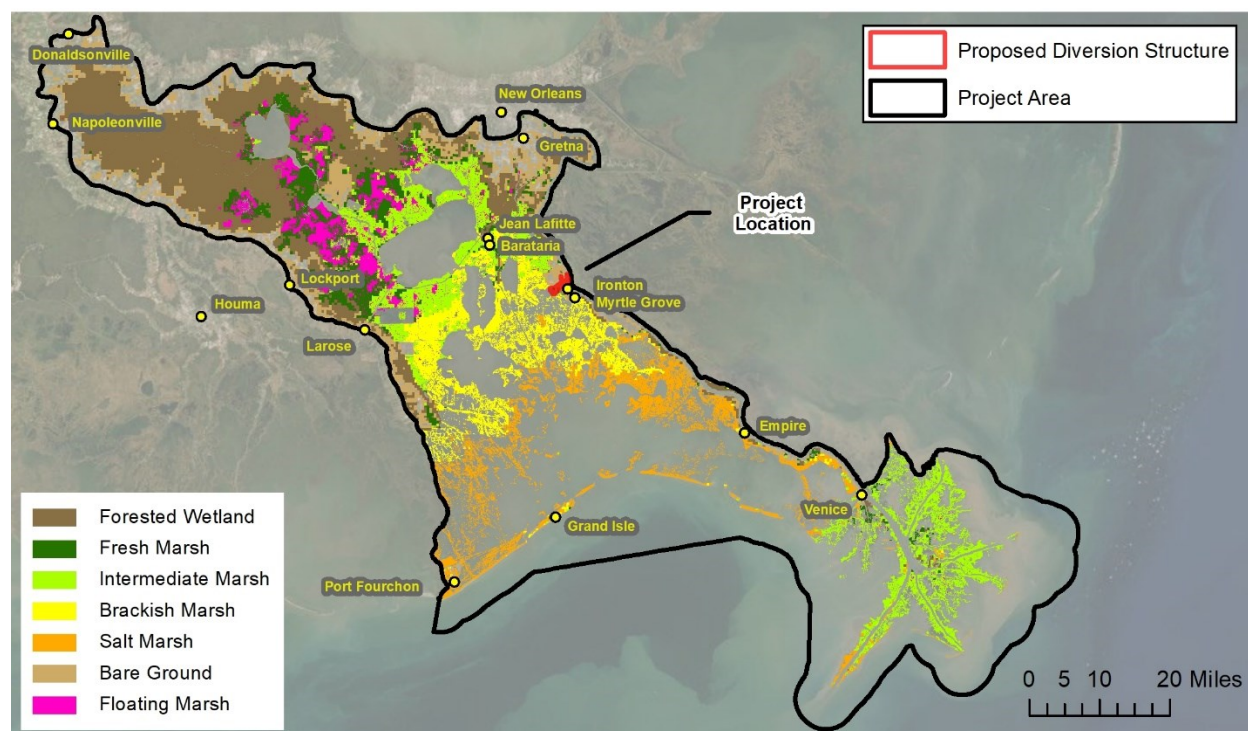 Proposed Diversion Structure
Project Area
Donaldsonville
Napoleonville
New Orleans
Gretna
Project
Location
Jean Lafitte
Barataria
Ironton
Myrtle Grove
Lockport
Houma
Larose
Empire
Venice
Grand Isle
Port Fourchon
Forested Wetland
Fresh Marsh
Intermediate Marsh
Brackish Marsh
Salt Marsh
Bare Ground
Floating Marsh
0 5 10 20 Miles